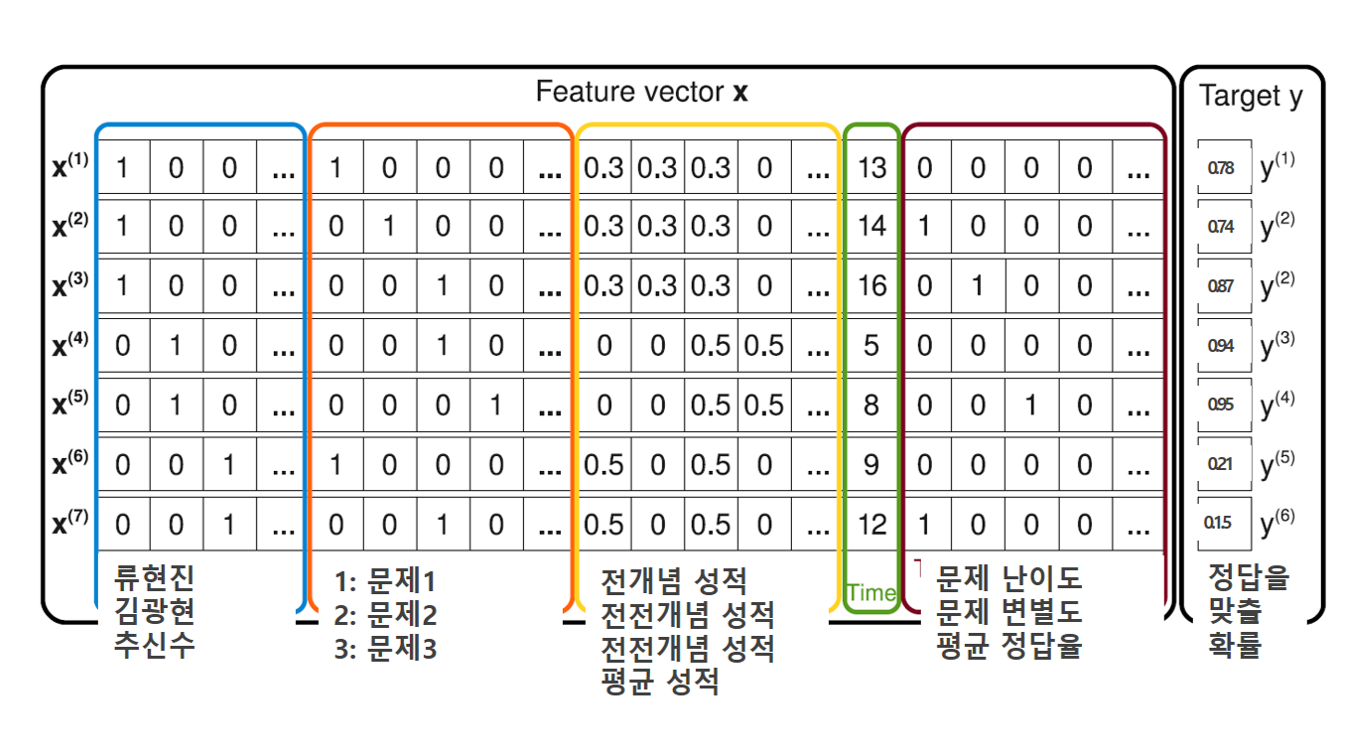 Feature vector x
Target y
x(1) 1 0 0 ... 1 0 0 0 ... 0.3 0.3 0.3 0 ... 13 0 0 0 0 ... 0.78 y(1)
x(2) 1 0 0 ... 0 1 0 0 ... 0.3 0.3 0.3 0 ... 14 1 0 0 0 ... 0.74 y(2)
x(3) 1 0 0 ... 0 0 1 0 ... 0.3 0.3 0.3 0 ... 16 0 1 0 0 ... 0.87 y(2)
x(4) 0 1 0 ... 0 0 1 0 ... 0 0 0.5 0.5 ... 5 0 0 0 0 ... 0.94 y(3)
x(5) 0 1 0 ... 0 0 0 1 ... 0 0 0.5 0.5 ... 8 0 0 1 0 ... 0.95 y(4)
x(6) 0 0 1 ... 1 0 0 0 ... 0.5 0 0.5 0 ... 9 0 0 0 0 ... 0.21 y(5)
x(7) 0 0 1 ... 0 0 1 0 ... 0.5 0 0.5 0 ... 12 1 0 0 0 ... 0.15 y(6)
류현진
김광현
추신수
1: 문제1
2: 문제2
3: 문제3
전개념 성적
전전개념 성적
전전개념 성적
평균 성적
Time
문제 난이도
문제 변별도
평균 정답율
정답을
맞출
확률